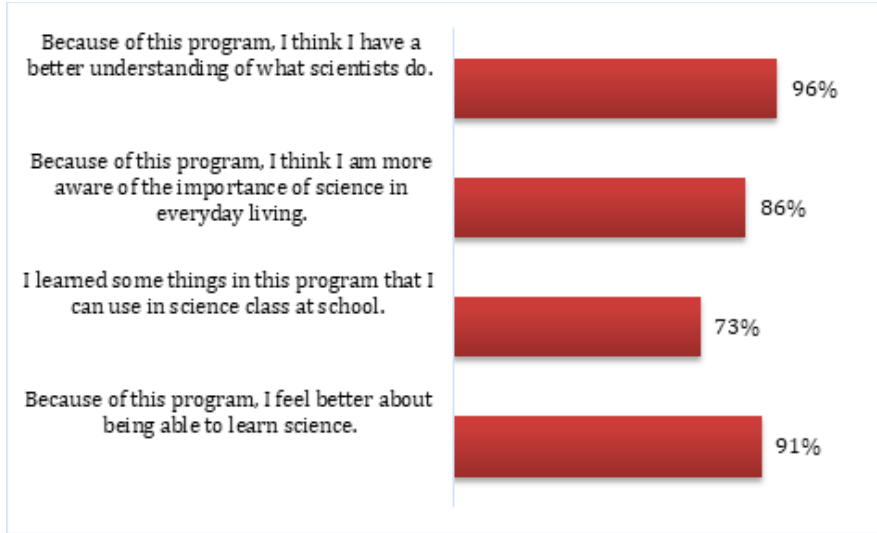 Because of this program, I think I have a
better understanding of what scientists do.
96%
Because of this program, I think I am more
aware of the importance of science in
everyday living.
86%
I learned some things in this program that I
can use in science class at school.
73%
Because of this program, I feel better about
being able to learn science.
91%